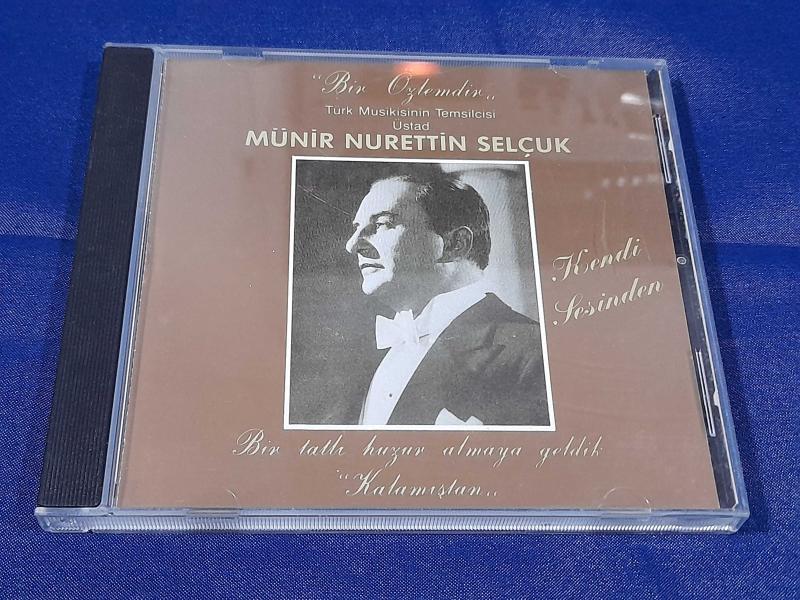 “Bir Özlemdir„
Türk Musikisinin Temsilcisi
Üstad
MÜNİR NURETTİN SELÇUK
Kendi
Sesinden
Bir tatlı huzur almaya geldik
“Kalamıştan„